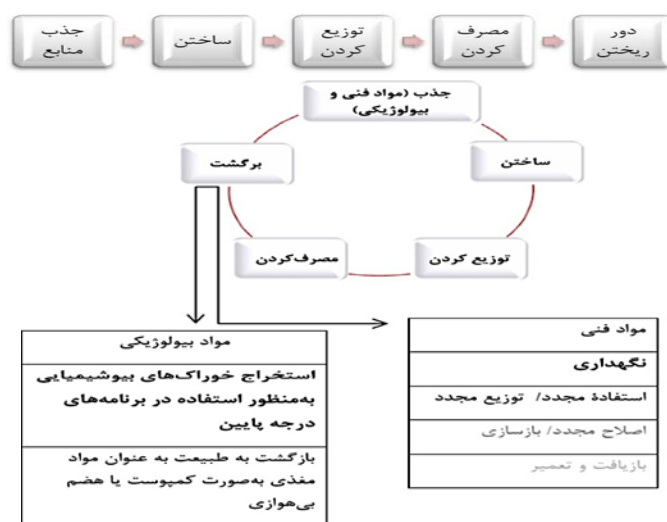 جذب
منابع
ساختن
توزیع
کردن
مصرف
کردن
دور
ریختن
جذب (مواد فنی و
بیولوژیکی)
ساختن
توزیع کردن
مصرف‌کردن
برگشت
مواد فنی
نگهداری
استفادهٔ مجدد/ توزیع مجدد
اصلاح مجدد/ بازسازی
بازیافت و تعمیر
مواد بیولوژیکی
استخراج خوراک‌های بیوشیمیایی
به‌منظور استفاده در برنامه‌های
درجه پایین
بازگشت به طبیعت به عنوان مواد
مغذی به‌صورت کمپوست یا هضم
بی‌هوازی